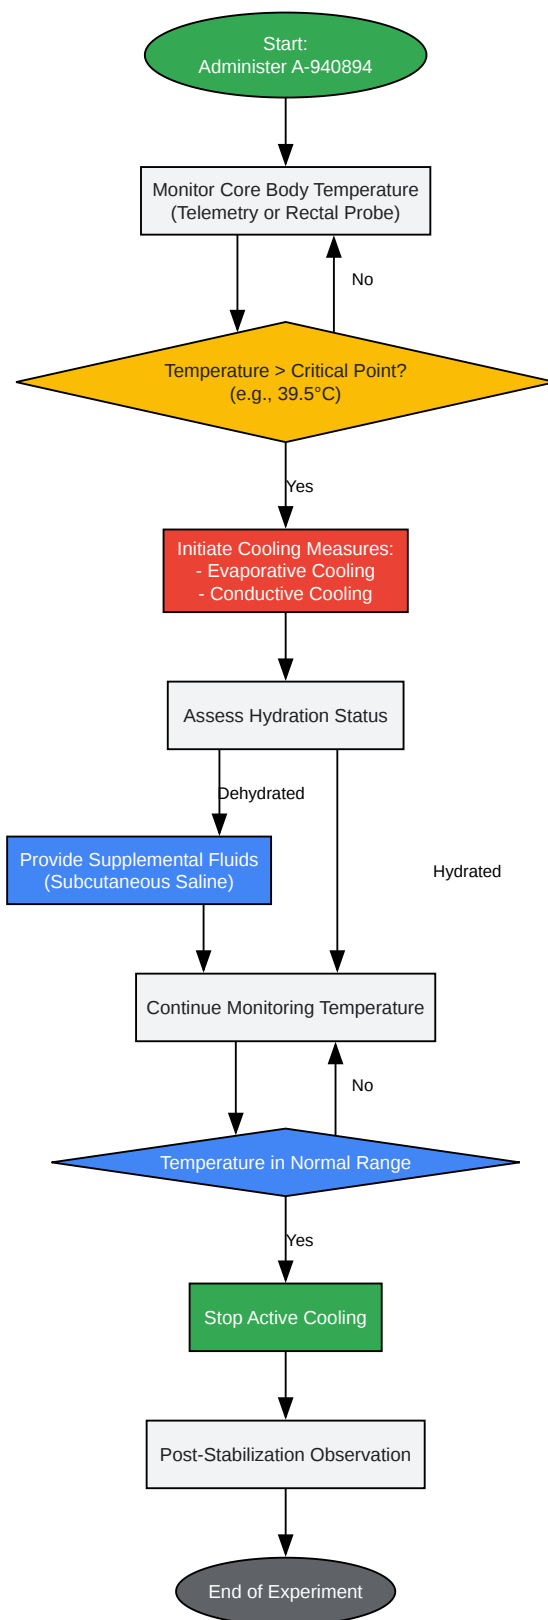 Start:
Administer A-940894
Monitor Core Body Temperature
(Telemetry or Rectal Probe)
No
Temperature > Critical Point?
(e.g., 39.5°C)
Yes
Initiate Cooling Measures:
- Evaporative Cooling
- Conductive Cooling
Assess Hydration Status
Dehydrated
Provide Supplemental Fluids
(Subcutaneous Saline)
Hydrated
Continue Monitoring Temperature
No
Temperature in Normal Range
Yes
Stop Active Cooling
Post-Stabilization Observation
End of Experiment